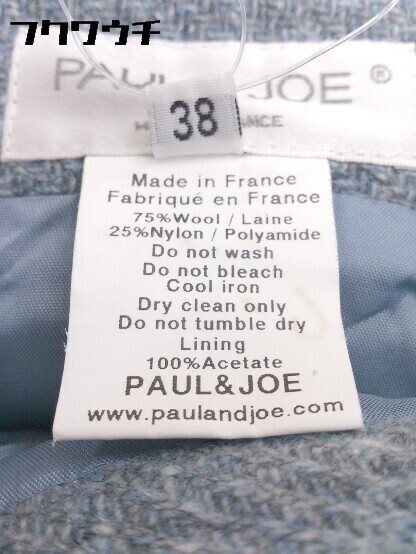 フクウウチ
PAUL&JOE®
38
Made in France
Fabriqué en France
75%Wool / Laine
25%Nylon / Polyamide
Do not wash
Do not bleach
Cool iron
Dry clean only
Do not tumble dry
Lining
100%Acetate
PAUL&JOE
www.paulandjoe.com